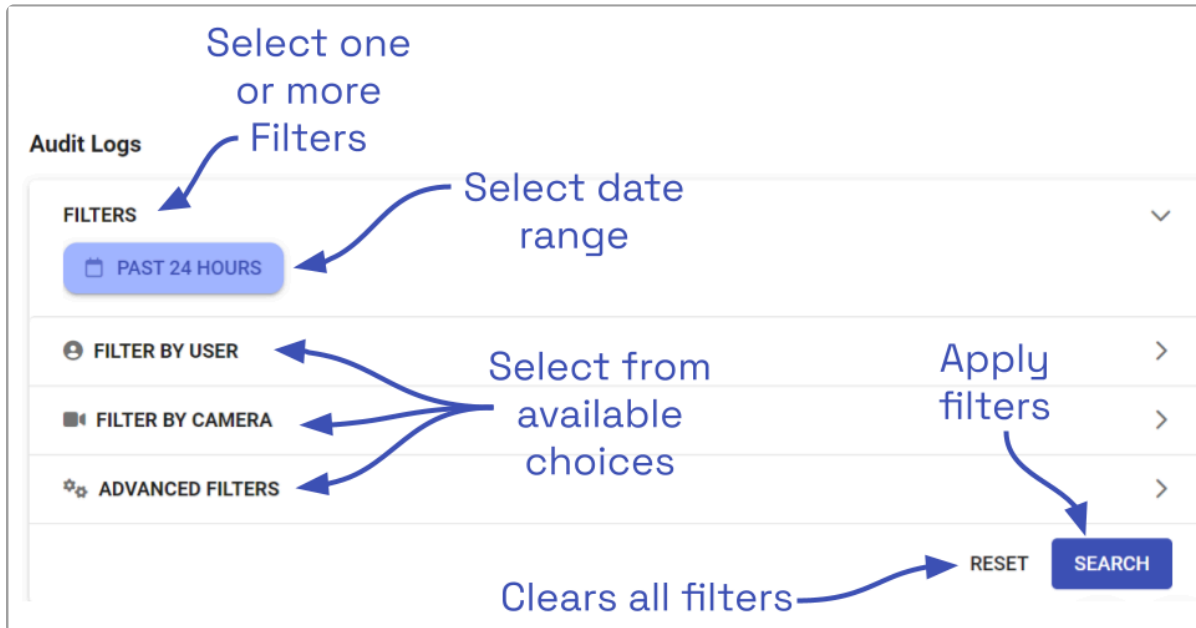 Select one
or more
Filters
Audit Logs
Select date
range
FILTERS
PAST 24 HOURS
FILTER BY USER
Select from
available
choices
Apply
filters
FILTER BY CAMERA
ADVANCED FILTERS
RESET
SEARCH
Clears all filters